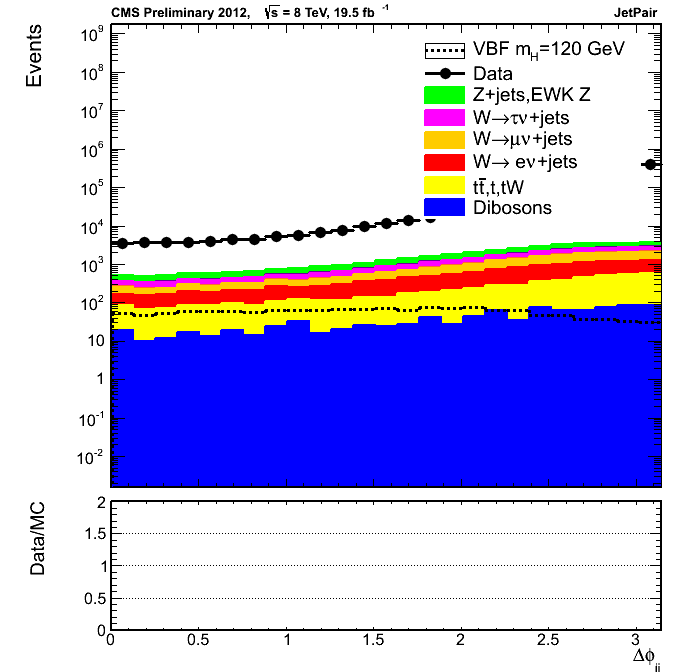 CMS Preliminary 2012, √s = 8 TeV, 19.5 fb⁻¹ JetPair
Events
10⁹
10⁸
10⁷
10⁶
10⁵
10⁴
10³
10²
10
1
10⁻¹
10⁻²
VBF m_H=120 GeV
Data
Z+jets,EWK Z
W→τν+jets
W→μν+jets
W→ eν+jets
tt̄,t,tW
Dibosons
Data/MC
2
1.5
1
0.5
0
0 0.5 1 1.5 2 2.5 3
Δϕ_jj